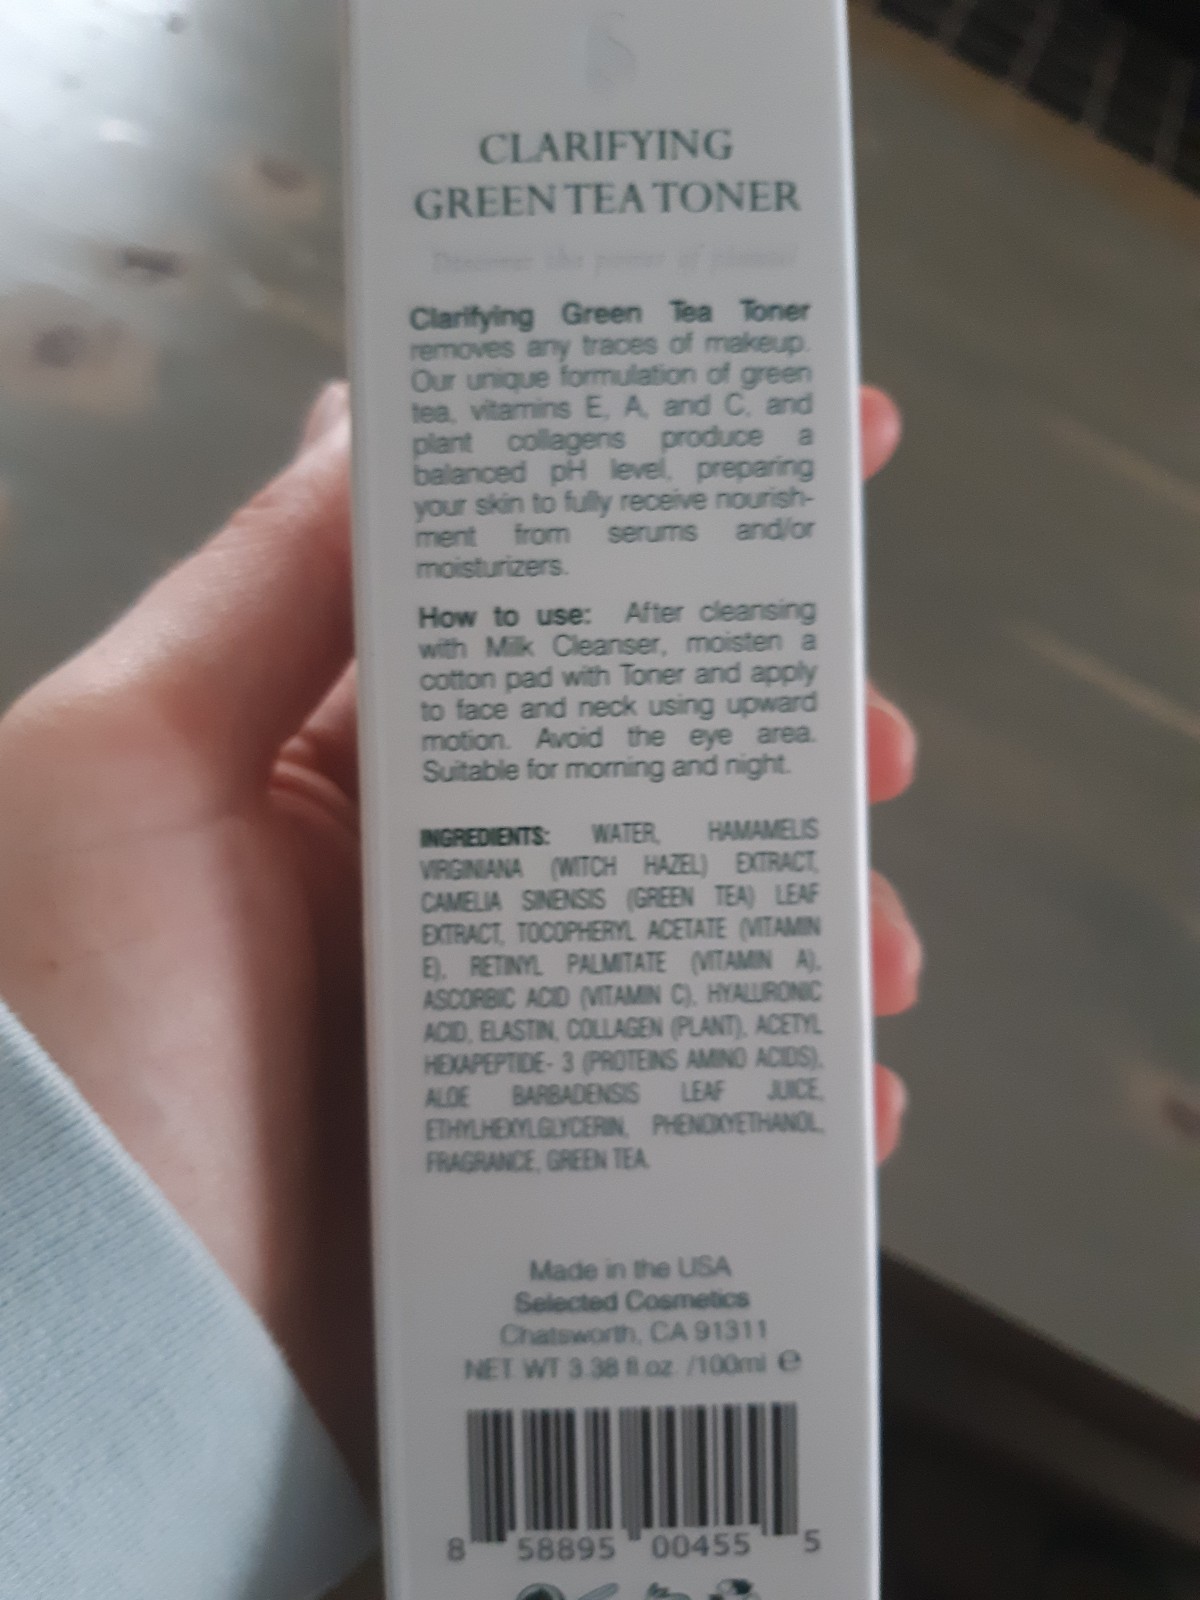 CLARIFYING
GREEN TEA TONER
Discover the power of plants!
Clarifying Green Tea Toner
removes any traces of makeup.
Our unique formulation of green
tea, vitamins E, A, and C, and
plant collagens produce a
balanced pH level, preparing
your skin to fully receive nourish-
ment from serums and/or
moisturizers.
How to use: After cleansing
with Milk Cleanser, moisten a
cotton pad with Toner and apply
to face and neck using upward
motion. Avoid the eye area.
Suitable for morning and night.
INGREDIENTS: WATER, HAMAMELIS
VIRGINIANA (WITCH HAZEL) EXTRACT,
CAMELIA SINENSIS (GREEN TEA) LEAF
EXTRACT, TOCOPHERYL ACETATE (VITAMIN
E), RETINYL PALMITATE (VITAMIN A),
ASCORBIC ACID (VITAMIN C), HYALURONIC
ACID, ELASTIN, COLLAGEN (PLANT), ACETYL
HEXAPEPTIDE- 3 (PROTEINS AMINO ACIDS),
ALOE BARBADENSIS LEAF JUICE,
ETHYLHEXYLGLYCERIN, PHENOXYETHANOL,
FRAGRANCE, GREEN TEA.
Made in the USA
Selected Cosmetics
Chatsworth, CA 91311
NET. WT 3.38 fl.oz. /100ml e
8 58895 00455 5